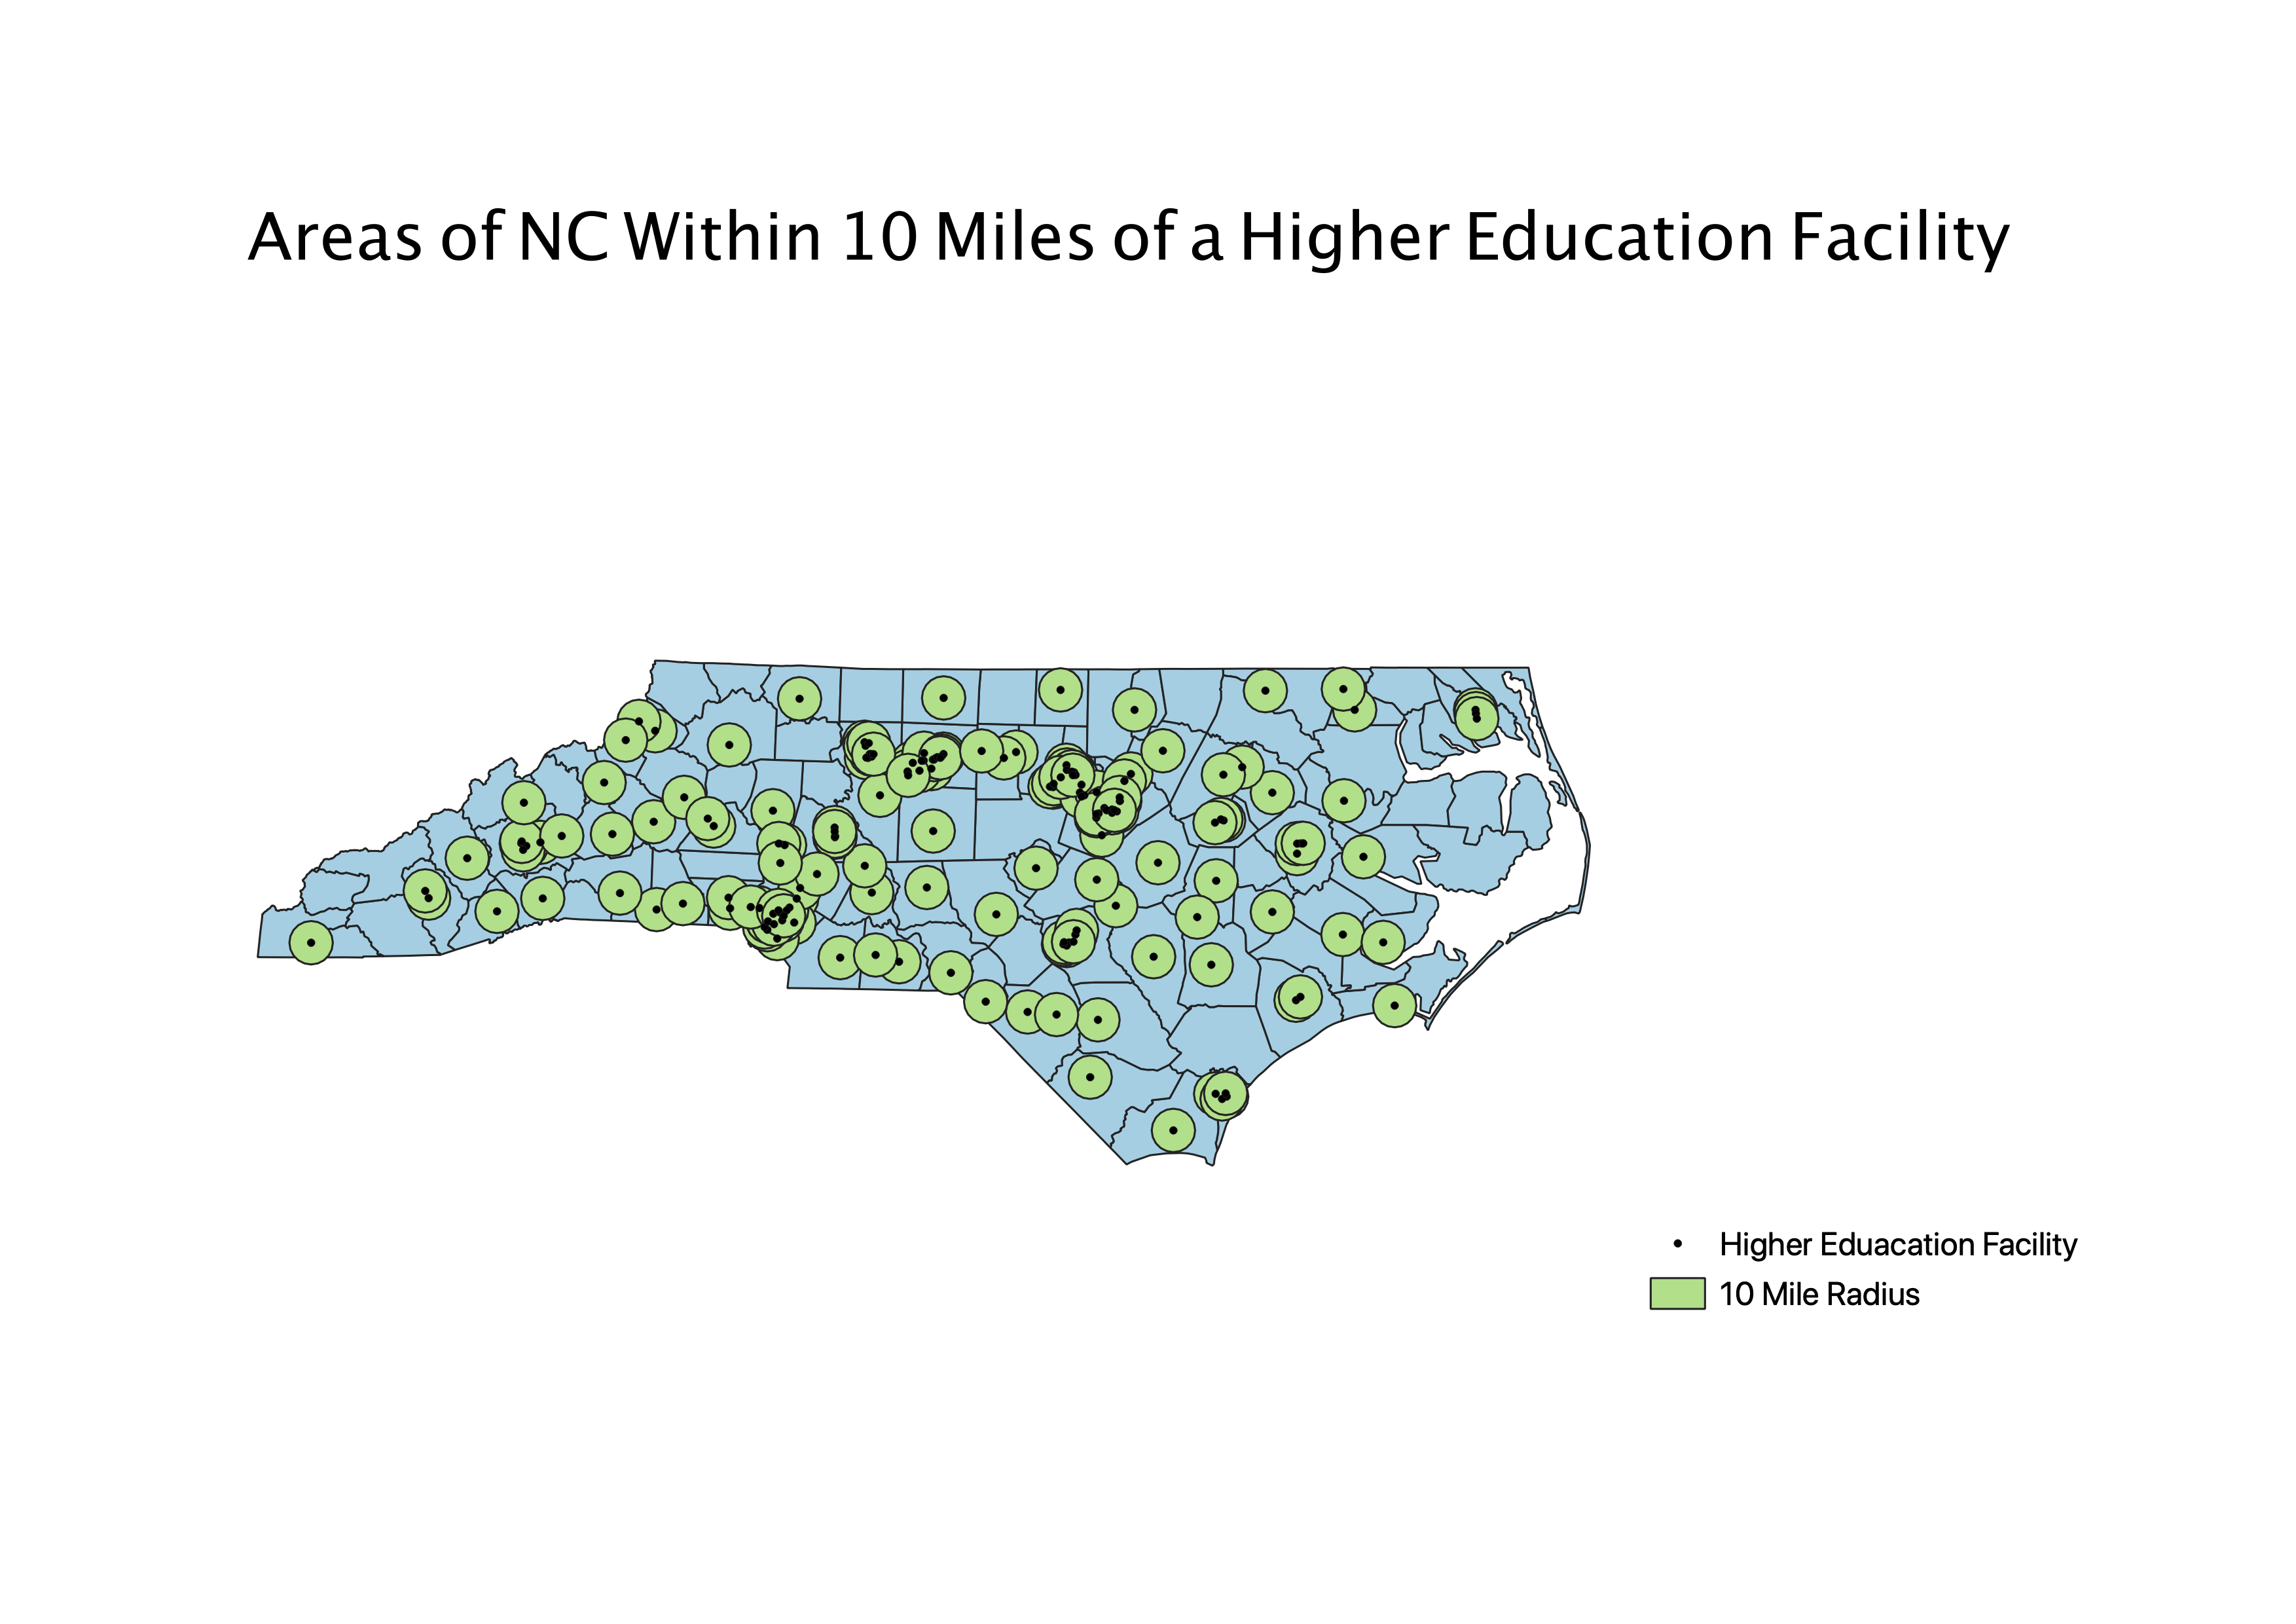 Areas of NC Within 10 Miles of a Higher Education Facility
Higher Eduacation Facility
10 Mile Radius